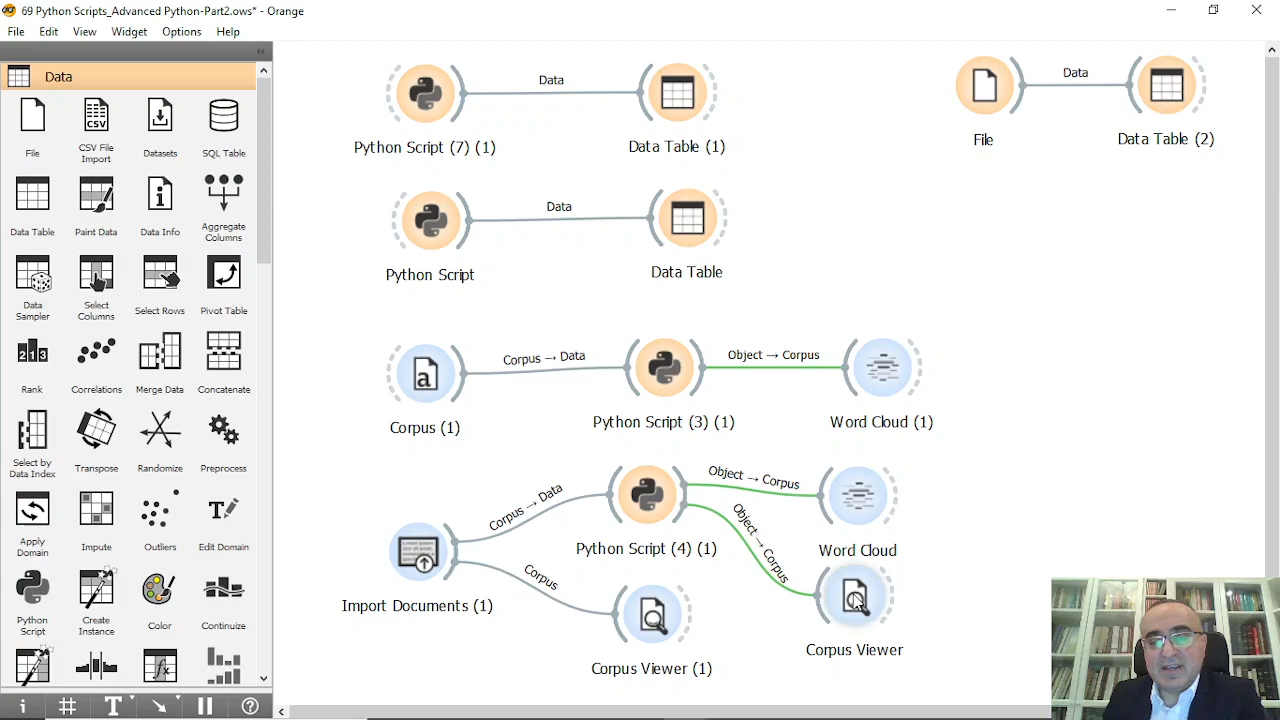 69 Python Scripts_Advanced Python-Part2.ows* - Orange
File Edit View Widget Options Help
Data
File
CSV File Import
Datasets
SQL Table
Data Table
Paint Data
Data Info
Aggregate Columns
Data Sampler
Select Columns
Select Rows
Pivot Table
Rank
Correlations
Merge Data
Concatenate
Select by Data Index
Transpose
Randomize
Preprocess
Apply Domain
Impute
Outliers
Edit Domain
Python Script
Create Instance
Color
Continuize
Data
Python Script (7) (1)
Data Table (1)
Data
File
Data Table (2)
Data
Python Script
Data Table
Corpus → Data
Object → Corpus
Corpus (1)
Python Script (3) (1)
Word Cloud (1)
Corpus → Data
Object → Corpus
Object → Corpus
Corpus
Import Documents (1)
Python Script (4) (1)
Word Cloud
Corpus Viewer (1)
Corpus Viewer